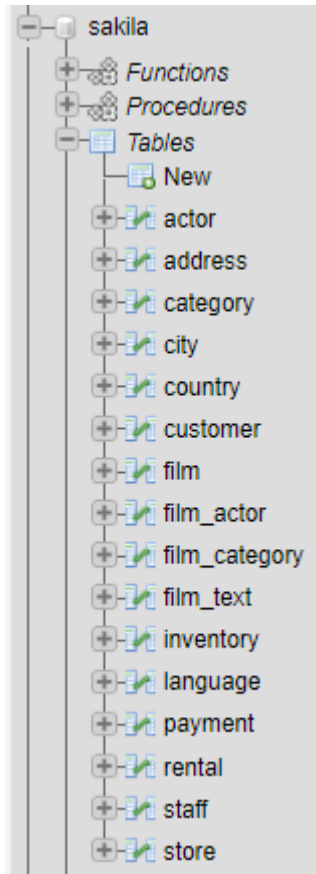 sakila
Functions
Procedures
Tables
New
actor
address
category
city
country
customer
film
film_actor
film_category
film_text
inventory
language
payment
rental
staff
store